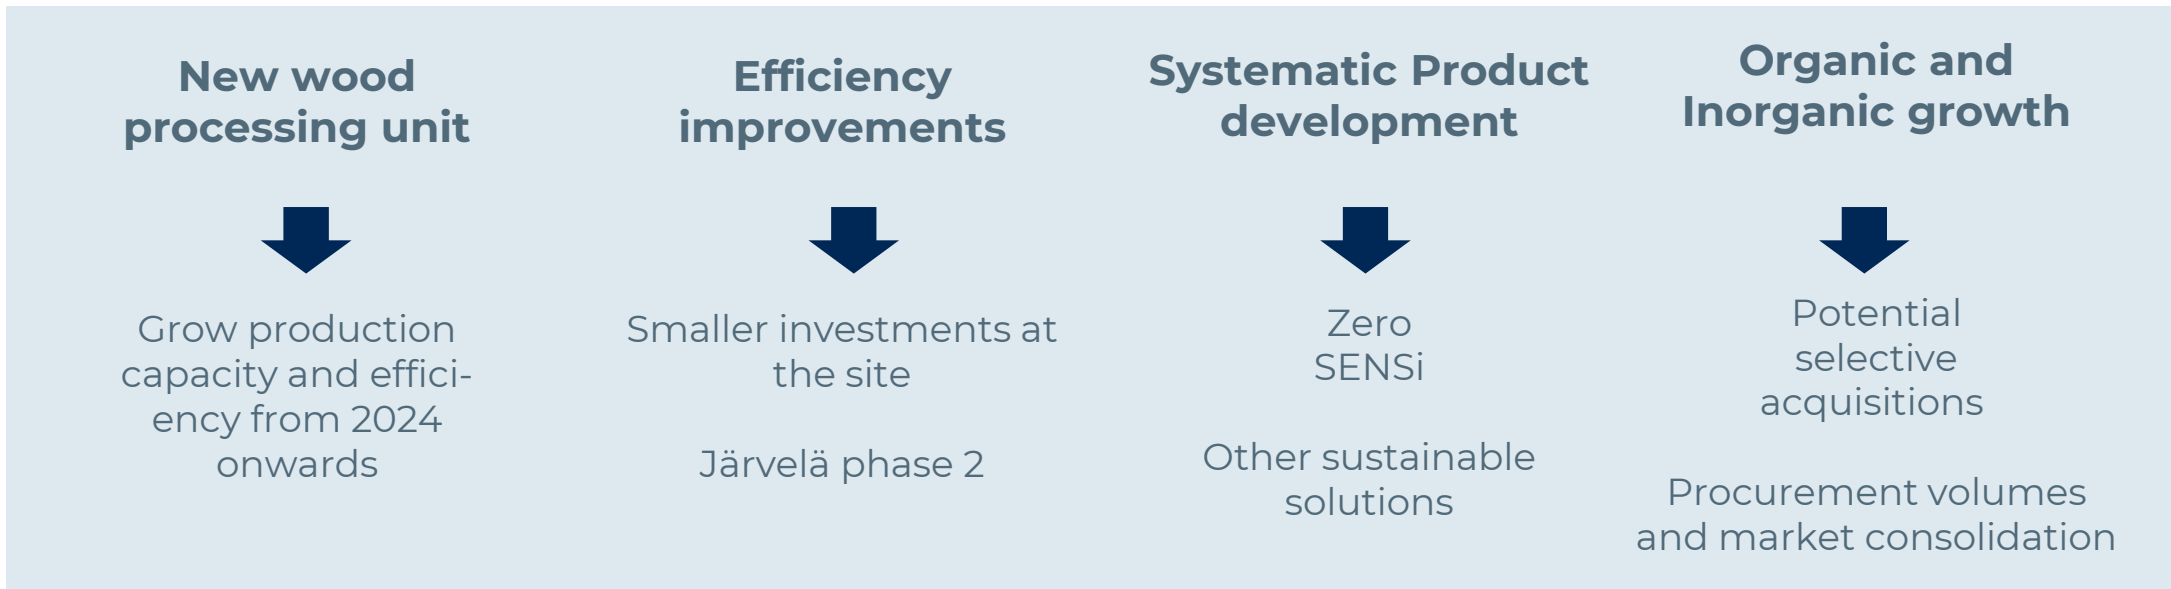 New wood
processing unit
Grow production
capacity and effici-
ency from 2024
onwards
Efficiency
improvements
Smaller investments at
the site
Järvelä phase 2
Systematic Product
development
Zero
SENSi
Other sustainable
solutions
Organic and
Inorganic growth
Potential
selective
acquisitions
Procurement volumes
and market consolidation